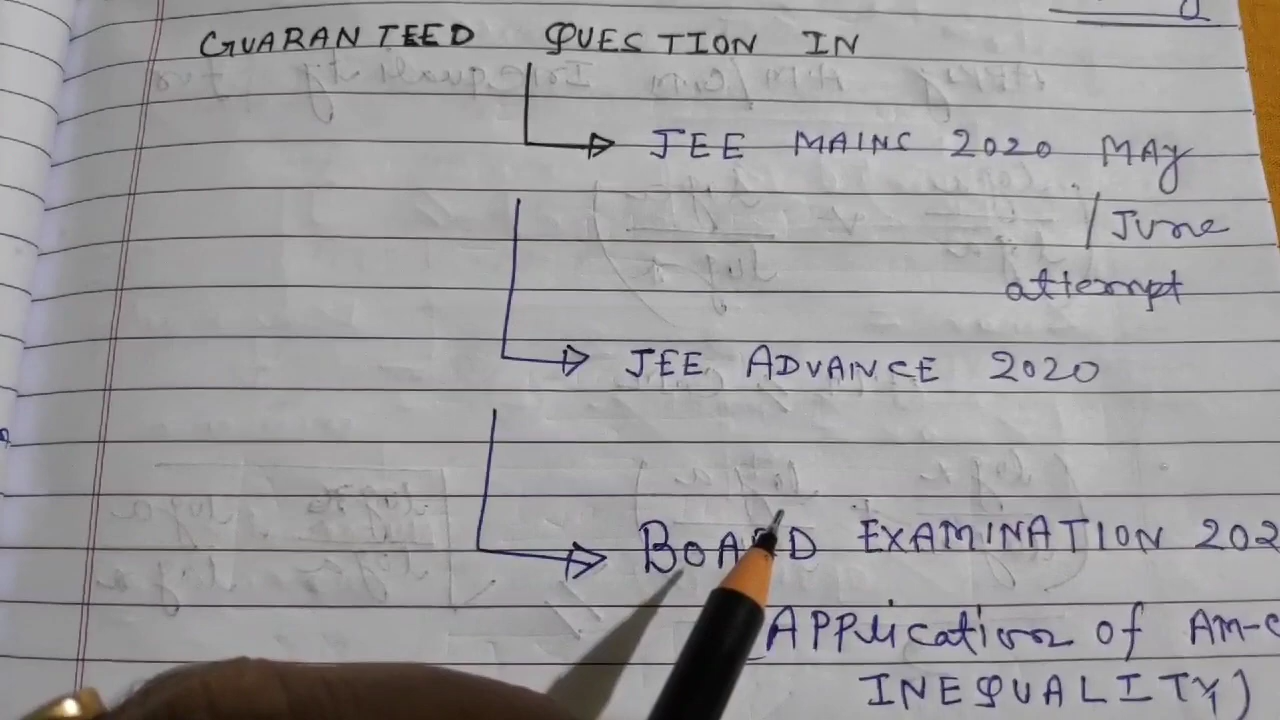 GUARANTEED QUESTION IN
JEE MAINS 2020 MAY
/June
attempt
JEE ADVANCE 2020
BOARD EXAMINATION 202
(APPlication of AM-G
INEQUALITY)